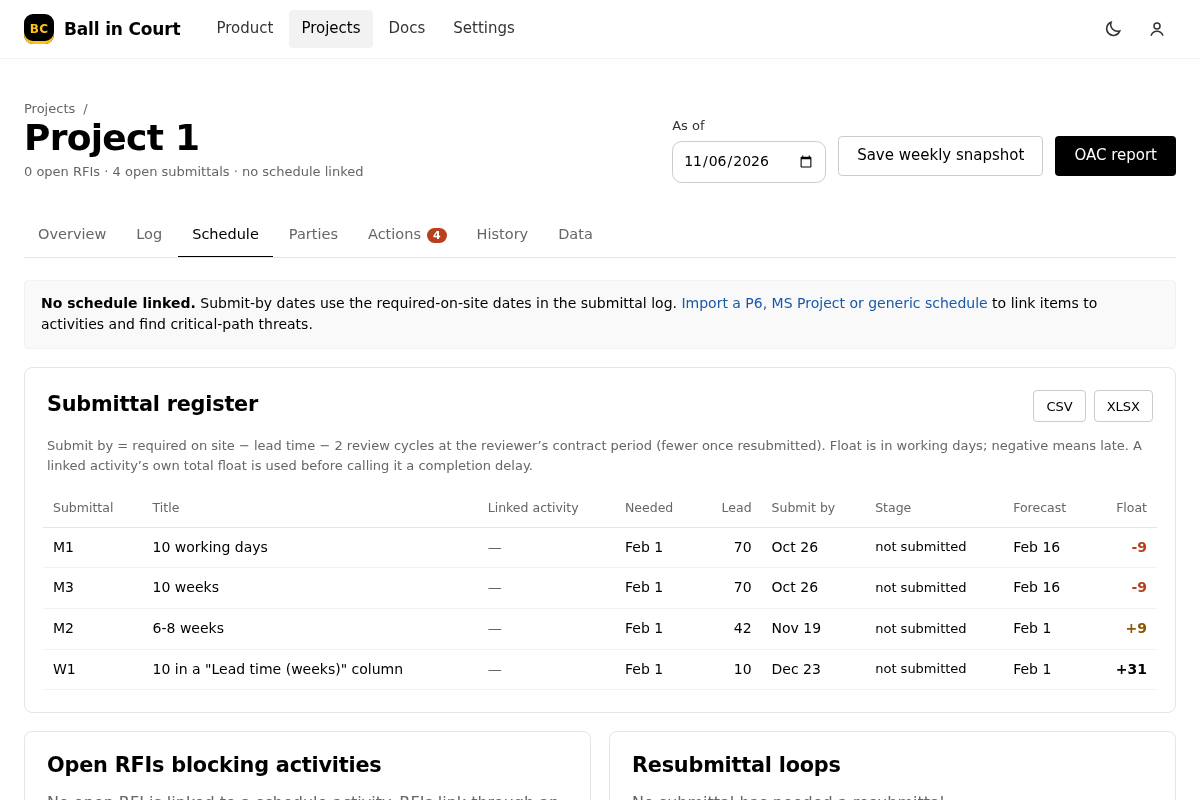 BC Ball in Court Product Projects Docs Settings
Projects /
Project 1
0 open RFIs · 4 open submittals · no schedule linked
As of
11/06/2026 Save weekly snapshot OAC report
Overview Log Schedule Parties Actions 4 History Data
No schedule linked. Submit-by dates use the required-on-site dates in the submittal log. Import a P6, MS Project or generic schedule to link items to
activities and find critical-path threats.
Submittal register CSV XLSX
Submit by = required on site − lead time − 2 review cycles at the reviewer’s contract period (fewer once resubmitted). Float is in working days; negative means late. A
linked activity’s own total float is used before calling it a completion delay.
Submittal Title Linked activity Needed Lead Submit by Stage Forecast Float
M1 10 working days — Feb 1 70 Oct 26 not submitted Feb 16 -9
M3 10 weeks — Feb 1 70 Oct 26 not submitted Feb 16 -9
M2 6-8 weeks — Feb 1 42 Nov 19 not submitted Feb 1 +9
W1 10 in a "Lead time (weeks)" column — Feb 1 10 Dec 23 not submitted Feb 1 +31
Open RFIs blocking activities Resubmittal loops